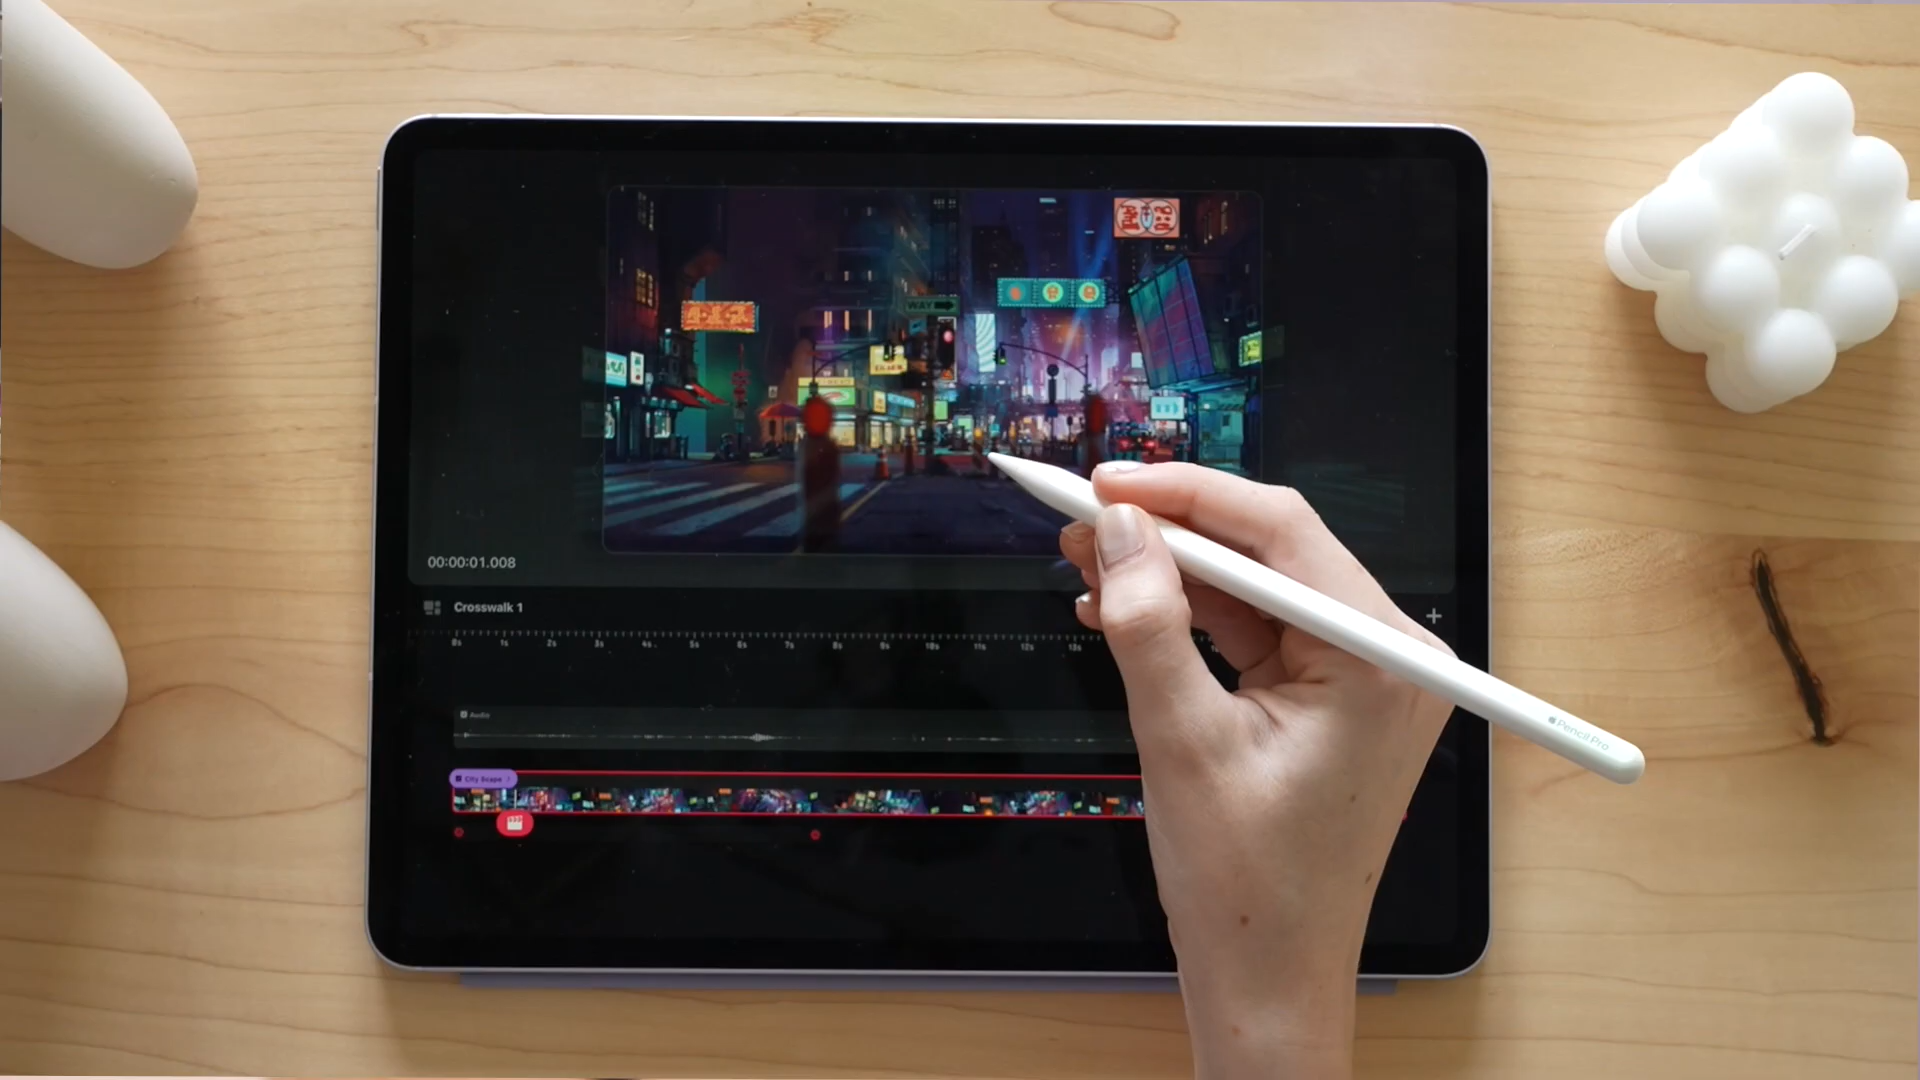 WAY
00:00:01.008
Crosswalk 1
0s 1s 2s 3s 4s 5s 6s 7s 8s 9s 10s 11s 12s 13s
Audio
City Scape
Pencil Pro